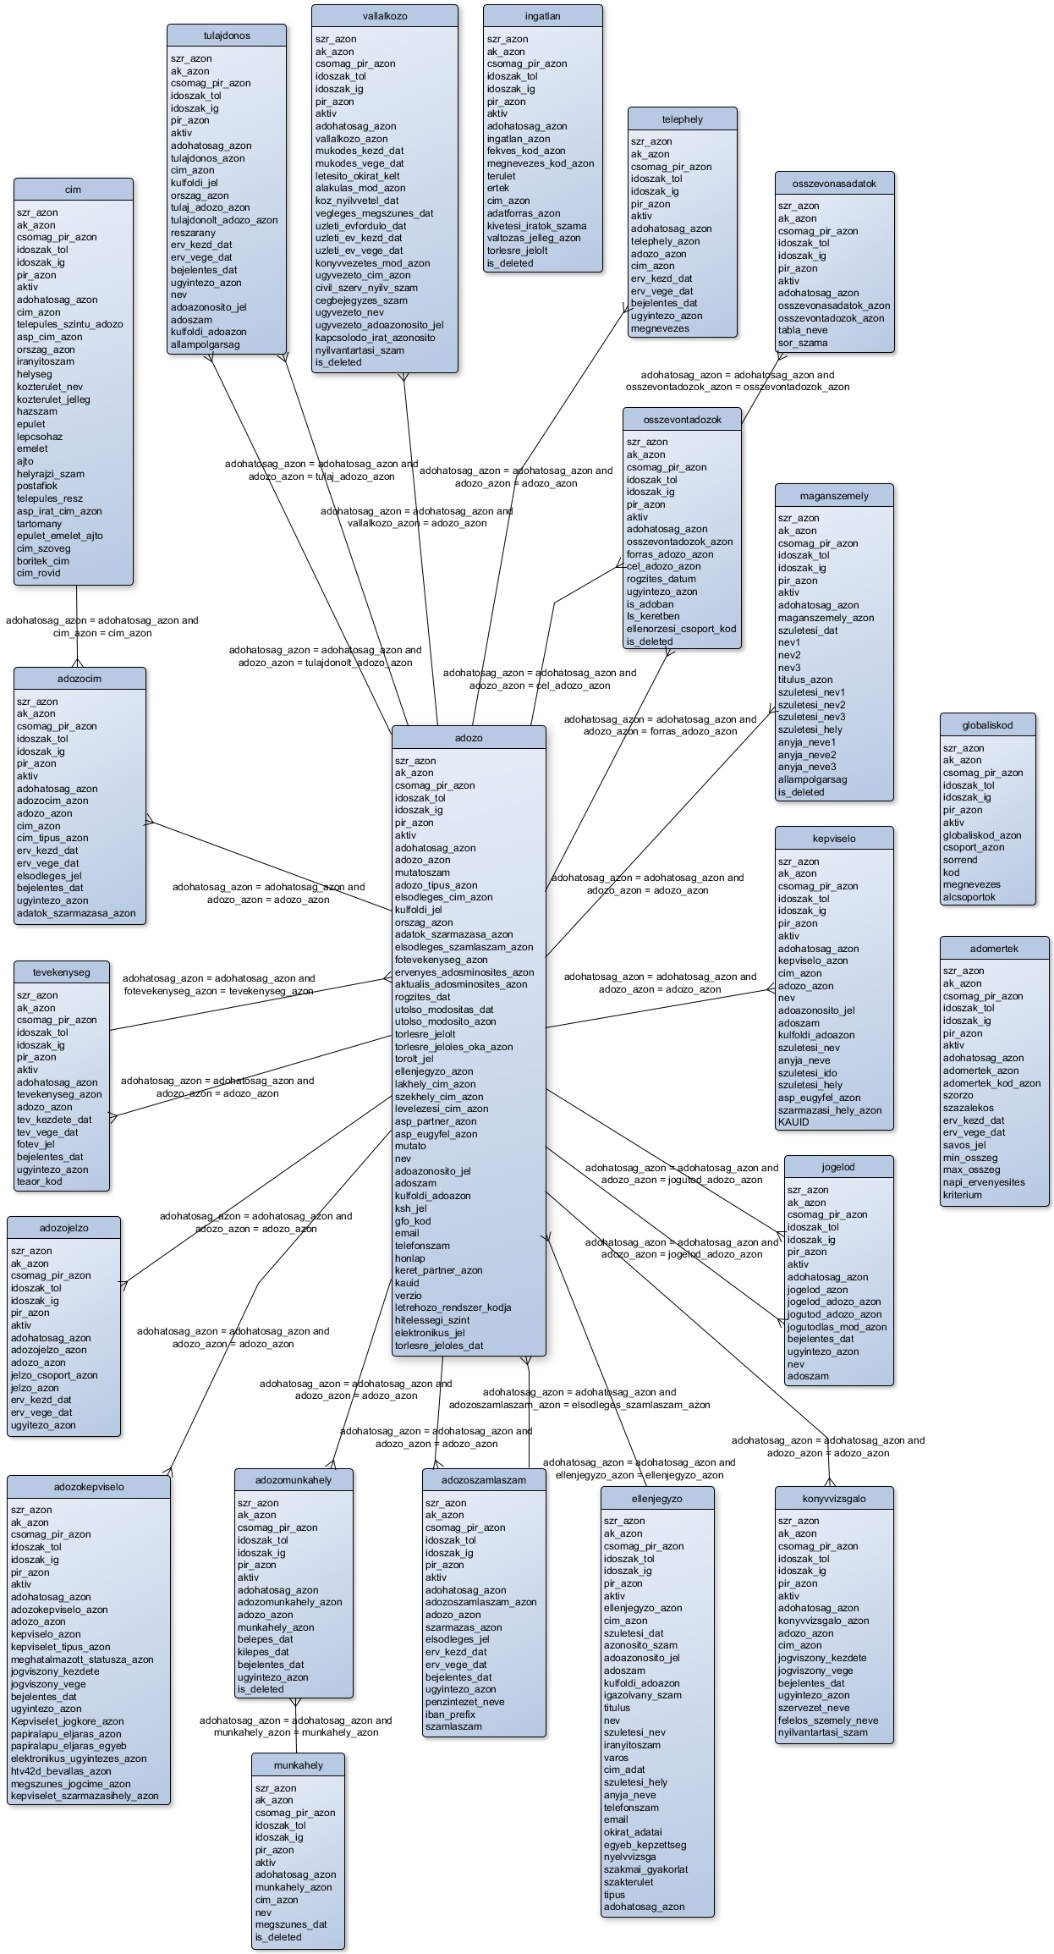 vallalkozo
szr_azon
ak_azon
csomag_pir_azon
idoszak_tol
idoszak_ig
pir_azon
aktiv
adohatosag_azon
vallalkozo_azon
mukodes_kezd_dat
mukodes_vege_dat
letesito_okirat_kelt
alakulas_mod_azon
koz_nyilvvetel_dat
vegleges_megszunes_dat
uzleti_evfordulo_dat
uzleti_ev_kezd_dat
uzleti_ev_vege_dat
konyvvezetes_mod_azon
ugyvezeto_cim_azon
civil_szerv_nyilv_szam
cegbejegyzes_szam
ugyvezeto_nev
ugyvezeto_adoazonosito_jel
kapcsolodo_irat_azonosito
nyilvantartasi_szam
is_deleted
ingatlan
szr_azon
ak_azon
csomag_pir_azon
idoszak_tol
idoszak_ig
pir_azon
aktiv
adohatosag_azon
ingatlan_azon
fekves_kod_azon
megnevezes_kod_azon
terulet
ertek
cim_azon
adatforras_azon
kivetesi_iratok_szama
valtozas_jelleg_azon
torlesre_jelolt
is_deleted
tulajdonos
szr_azon
ak_azon
csomag_pir_azon
idoszak_tol
idoszak_ig
pir_azon
aktiv
adohatosag_azon
tulajdonos_azon
cim_azon
kulfoldi_jel
orszag_azon
tulaj_adozo_azon
tulajdonolt_adozo_azon
reszarany
erv_kezd_dat
erv_vege_dat
bejelentes_dat
ugyintezo_azon
nev
adoazonosito_jel
adoszam
kulfoldi_adoazon
allampolgarsag
telephely
szr_azon
ak_azon
csomag_pir_azon
idoszak_tol
idoszak_ig
pir_azon
aktiv
adohatosag_azon
telephely_azon
adozo_azon
cim_azon
erv_kezd_dat
erv_vege_dat
bejelentes_dat
ugyintezo_azon
megnevezes
osszevonasadatok
szr_azon
ak_azon
csomag_pir_azon
idoszak_tol
idoszak_ig
pir_azon
aktiv
adohatosag_azon
osszevonasadatok_azon
osszevontadozok_azon
tabla_neve
sor_szama
cim
szr_azon
ak_azon
csomag_pir_azon
idoszak_tol
idoszak_ig
pir_azon
aktiv
adohatosag_azon
cim_azon
telepules_szintu_adozo
asp_cim_azon
orszag_azon
iranyitoszam
helyseg
kozterulet_nev
kozterulet_jelleg
hazszam
epulet
lepcsohaz
emelet
ajto
helyrajzi_szam
postafiok
telepules_resz
asp_irat_cim_azon
tartomany
epulet_emelet_ajto
cim_szoveg
boritek_cim
cim_rovid
adohatosag_azon = adohatosag_azon and
osszevontadozok_azon = osszevontadozok_azon
osszevontadozok
szr_azon
ak_azon
csomag_pir_azon
idoszak_tol
idoszak_ig
pir_azon
aktiv
adohatosag_azon
osszevontadozok_azon
forras_adozo_azon
cel_adozo_azon
rogzites_datum
ugyintezo_azon
is_adoban
Is_keretben
ellenorzesi_csoport_kod
is_deleted
adohatosag_azon = adohatosag_azon and
adozo_azon = tulaj_adozo_azon
adohatosag_azon = adohatosag_azon and
adozo_azon = adozo_azon
adohatosag_azon = adohatosag_azon and
vallalkozo_azon = adozo_azon
maganszemely
szr_azon
ak_azon
csomag_pir_azon
idoszak_tol
idoszak_ig
pir_azon
aktiv
adohatosag_azon
maganszemely_azon
szuletesi_dat
nev1
nev2
nev3
titulus_azon
szuletesi_nev1
szuletesi_nev2
szuletesi_nev3
szuletesi_hely
anyja_neve1
anyja_neve2
anyja_neve3
allampolgarsag
is_deleted
adohatosag_azon = adohatosag_azon and
cim_azon = cim_azon
adohatosag_azon = adohatosag_azon and
adozo_azon = tulajdonolt_adozo_azon
adohatosag_azon = adohatosag_azon and
adozo_azon = cel_adozo_azon
adohatosag_azon = adohatosag_azon and
adozo_azon = forras_adozo_azon
adozocim
szr_azon
ak_azon
csomag_pir_azon
idoszak_tol
idoszak_ig
pir_azon
aktiv
adohatosag_azon
adozocim_azon
adozo_azon
cim_azon
cim_tipus_azon
erv_kezd_dat
erv_vege_dat
elsodleges_jel
bejelentes_dat
ugyintezo_azon
adatok_szarmazasa_azon
adozo
szr_azon
ak_azon
csomag_pir_azon
idoszak_tol
idoszak_ig
pir_azon
aktiv
adohatosag_azon
adozo_azon
mutatoszam
adozo_tipus_azon
elsodleges_cim_azon
kulfoldi_jel
orszag_azon
adatok_szarmazasa_azon
elsodleges_szamlaszam_azon
fotevekenyseg_azon
ervenyes_adosminosites_azon
aktualis_adosminosites_azon
rogzites_dat
utolso_modositas_dat
utolso_modosito_azon
torlesre_jelolt
torlesre_jeloles_oka_azon
torolt_jel
ellenjegyzo_azon
lakhely_cim_azon
szekhely_cim_azon
levelezesi_cim_azon
asp_partner_azon
asp_eugyfel_azon
mutato
nev
adoazonosito_jel
adoszam
kulfoldi_adoazon
ksh_jel
gfo_kod
email
telefonszam
honlap
keret_partner_azon
kauid
verzio
letrehozo_rendszer_kodja
hitelessegi_szint
elektronikus_jel
torlesre_jeloles_dat
globaliskod
szr_azon
ak_azon
csomag_pir_azon
idoszak_tol
idoszak_ig
pir_azon
aktiv
globaliskod_azon
csoport_azon
sorrend
kod
megnevezes
alcsoportok
kepviselo
szr_azon
ak_azon
csomag_pir_azon
idoszak_tol
idoszak_ig
pir_azon
aktiv
adohatosag_azon
kepviselo_azon
cim_azon
adozo_azon
nev
adoazonosito_jel
adoszam
kulfoldi_adoazon
szuletesi_nev
anyja_neve
szuletesi_ido
szuletesi_hely
asp_eugyfel_azon
szarmazasi_hely_azon
KAUID
adohatosag_azon = adohatosag_azon and
adozo_azon = adozo_azon
adohatosag_azon = adohatosag_azon and
adozo_azon = adozo_azon
adomertek
szr_azon
ak_azon
csomag_pir_azon
idoszak_tol
idoszak_ig
pir_azon
aktiv
adohatosag_azon
adomertek_azon
adomertek_kod_azon
szorzo
szazalekos
erv_kezd_dat
erv_vege_dat
savos_jel
min_osszeg
max_osszeg
napi_ervenyesites
kriterium
tevekenyseg
szr_azon
ak_azon
csomag_pir_azon
idoszak_tol
idoszak_ig
pir_azon
aktiv
adohatosag_azon
tevekenyseg_azon
adozo_azon
tev_kezdete_dat
tev_vege_dat
fotev_jel
bejelentes_dat
ugyintezo_azon
teaor_kod
adohatosag_azon = adohatosag_azon and
fotevekenyseg_azon = tevekenyseg_azon
adohatosag_azon = adohatosag_azon and
adozo_azon = adozo_azon
adohatosag_azon = adohatosag_azon and
adozo_azon = adozo_azon
jogelod
szr_azon
ak_azon
csomag_pir_azon
idoszak_tol
idoszak_ig
pir_azon
aktiv
adohatosag_azon
jogelod_azon
jogelod_adozo_azon
jogutod_adozo_azon
jogutodlas_mod_azon
bejelentes_dat
ugyintezo_azon
nev
adoszam
adohatosag_azon = adohatosag_azon and
adozo_azon = jogutod_adozo_azon
adohatosag_azon = adohatosag_azon and
adozo_azon = jogelod_adozo_azon
adozojelzo
szr_azon
ak_azon
csomag_pir_azon
idoszak_tol
idoszak_ig
pir_azon
aktiv
adohatosag_azon
adozojelzo_azon
adozo_azon
jelzo_csoport_azon
jelzo_azon
erv_kezd_dat
erv_vege_dat
ugyitezo_azon
adohatosag_azon = adohatosag_azon and
adozo_azon = adozo_azon
adohatosag_azon = adohatosag_azon and
adozo_azon = adozo_azon
adohatosag_azon = adohatosag_azon and
adozo_azon = adozo_azon
adohatosag_azon = adohatosag_azon and
adozoszamlaszam_azon = elsodleges_szamlaszam_azon
adohatosag_azon = adohatosag_azon and
adozo_azon = adozo_azon
adohatosag_azon = adohatosag_azon and
adozo_azon = adozo_azon
adohatosag_azon = adohatosag_azon and
ellenjegyzo_azon = ellenjegyzo_azon
adozokepviselo
szr_azon
ak_azon
csomag_pir_azon
idoszak_tol
idoszak_ig
pir_azon
aktiv
adohatosag_azon
adozokepviselo_azon
adozo_azon
kepviselo_azon
kepviselet_tipus_azon
meghatalmazott_statusza_azon
jogviszony_kezdete
jogviszony_vege
bejelentes_dat
ugyintezo_azon
Kepviselet_jogkore_azon
papiralapu_eljaras_azon
papiralapu_eljaras_egyeb
elektronikus_ugyintezes_azon
htv42d_bevallas_azon
megszunes_jogcime_azon
kepviselet_szarmazasihely_azon
adozomunkahely
szr_azon
ak_azon
csomag_pir_azon
idoszak_tol
idoszak_ig
pir_azon
aktiv
adohatosag_azon
adozomunkahely_azon
adozo_azon
munkahely_azon
belepes_dat
kilepes_dat
bejelentes_dat
ugyintezo_azon
is_deleted
adozoszamlaszam
szr_azon
ak_azon
csomag_pir_azon
idoszak_tol
idoszak_ig
pir_azon
aktiv
adohatosag_azon
adozoszamlaszam_azon
adozo_azon
szarmazas_azon
elsodleges_jel
erv_kezd_dat
erv_vege_dat
bejelentes_dat
ugyintezo_azon
penzintezet_neve
iban_prefix
szamlaszam
ellenjegyzo
szr_azon
ak_azon
csomag_pir_azon
idoszak_tol
idoszak_ig
pir_azon
aktiv
ellenjegyzo_azon
cim_azon
szuletesi_dat
azonosito_szam
adoazonosito_jel
adoszam
kulfoldi_adoazon
igazolvany_szam
titulus
nev
szuletesi_nev
iranyitoszam
varos
cim_adat
szuletesi_hely
anyja_neve
telefonszam
email
okirat_adatai
egyeb_kepzettseg
nyelvvizsga
szakmai_gyakorlat
szakterulet
tipus
adohatosag_azon
konyvvizsgalo
szr_azon
ak_azon
csomag_pir_azon
idoszak_tol
idoszak_ig
pir_azon
aktiv
adohatosag_azon
konyvvizsgalo_azon
adozo_azon
cim_azon
jogviszony_kezdete
jogviszony_vege
bejelentes_dat
ugyintezo_azon
szervezet_neve
felelos_szemely_neve
nyilvantartasi_szam
adohatosag_azon = adohatosag_azon and
munkahely_azon = munkahely_azon
munkahely
szr_azon
ak_azon
csomag_pir_azon
idoszak_tol
idoszak_ig
pir_azon
aktiv
adohatosag_azon
munkahely_azon
cim_azon
nev
megszunes_dat
is_deleted